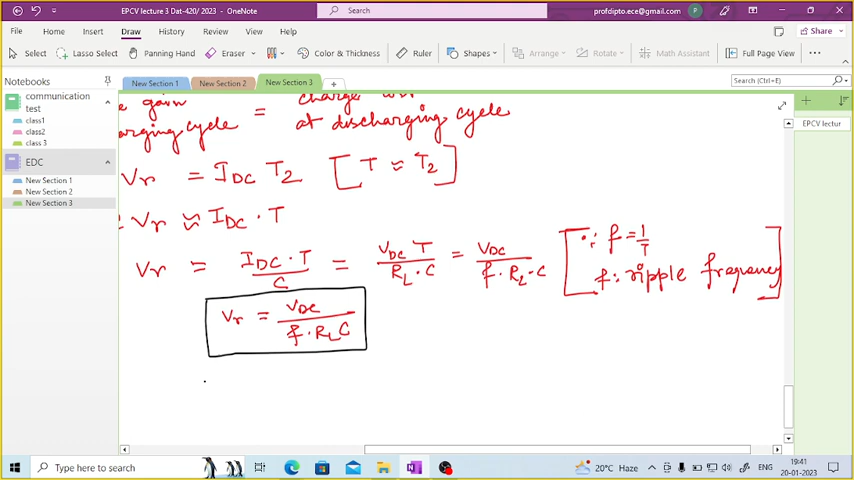 EPCV lecture 3 Dat-420/ 2023 - OneNote
Search
profdipto.ece@gmail.com
P
File Home Insert Draw History Review View Help
Share
Select Lasso Select Panning Hand Eraser Color & Thickness Ruler Shapes Arrange Rotate Math Assistant Full Page View
Notebooks
New Section 1 New Section 2 New Section 3
Search (Ctrl+E)
communication
test
class1
class2
class 3
EDC
New Section 1
New Section 2
New Section 3
EPCV lectur
e gain = charge
arging cycle at discharging cycle
Vr = IDC T2 [T ≈ T2]
Vr ≈ IDC · T
Vr = IDC · T / C = VDC T / RL · C = VDC / f · RL · C [∵ f = 1/T
f : ripple frequency]
Vr = VDC / f · RL C
Type here to search
20°C Haze
ENG
19:41
20-01-2023